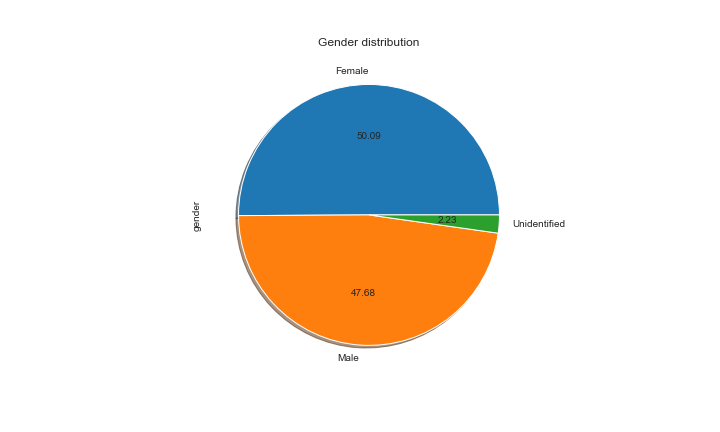 Gender distribution
Female
50.09
gender
2.23
Unidentified
47.68
Male